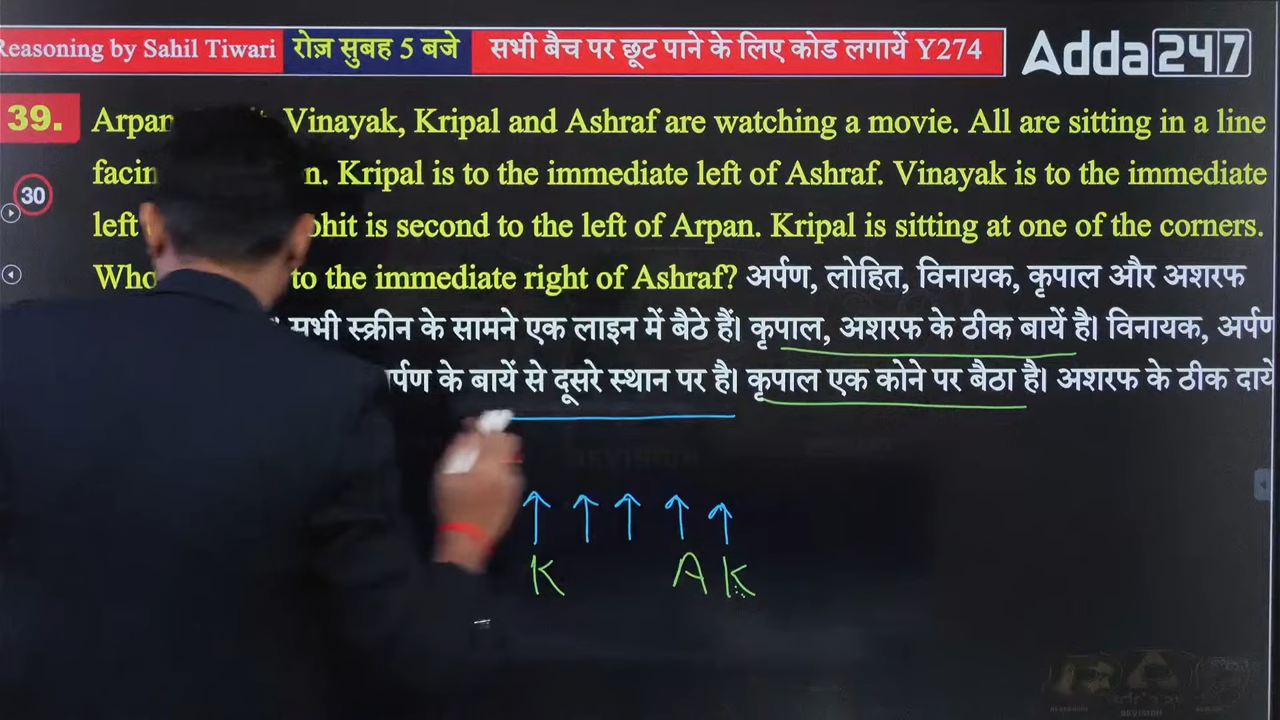 Reasoning by Sahil Tiwari रोज़ सुबह 5 बजे सभी बैच पर छूट पाने के लिए कोड लगायें Y274 Adda247
39. Arpan Vinayak, Kripal and Ashraf are watching a movie. All are sitting in a line
30
Kripal is to the immediate left of Ashraf. Vinayak is to the immediate
left is second to the left of Arpan. Kripal is sitting at one of the corners.
Who to the immediate right of Ashraf? अर्पण, लोहित, विनायक, कृपाल और अशरफ
सभी स्क्रीन के सामने एक लाइन में बैठे हैं। कृपाल, अशरफ के ठीक बायें है। विनायक, अर्पण
के बायें से दूसरे स्थान पर है। कृपाल एक कोने पर बैठा है। अशरफ के ठीक दायें
K A K